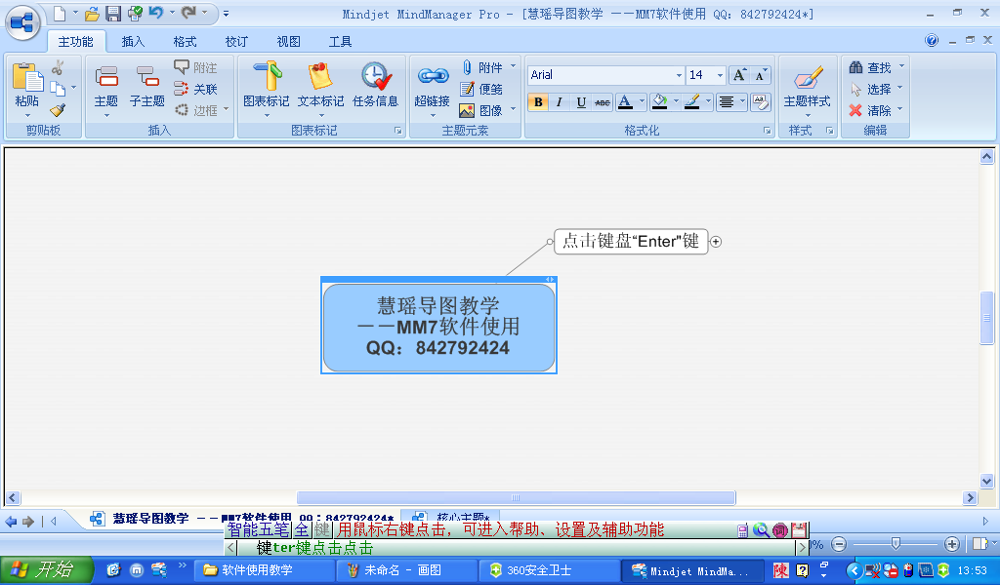 Mindjet MindManager Pro - [慧瑶导图教学 －－MM7软件使用 QQ：842792424*]
主功能 插入 格式 校订 视图 工具
粘贴 主题 子主题 附注 关联 边框 图表标记 文本标记 任务信息 超链接 附件 便笺 图像 Arial 14 B I U ABC A 主题样式 查找 选择 清除
剪贴板 插入 图表标记 主题元素 格式化 样式 编辑
点击键盘“Enter"键
慧瑶导图教学
－－MM7软件使用
QQ：842792424
慧瑶导图教学 －－MM7软件使用 QQ：842792424* 核心主题*
智能五笔 全 键 用鼠标右键点击，可进入帮助、设置及辅助功能
键ter键点击点击
开始 软件使用教学 未命名 - 画图 360安全卫士 Mindjet MindMa... 13:53